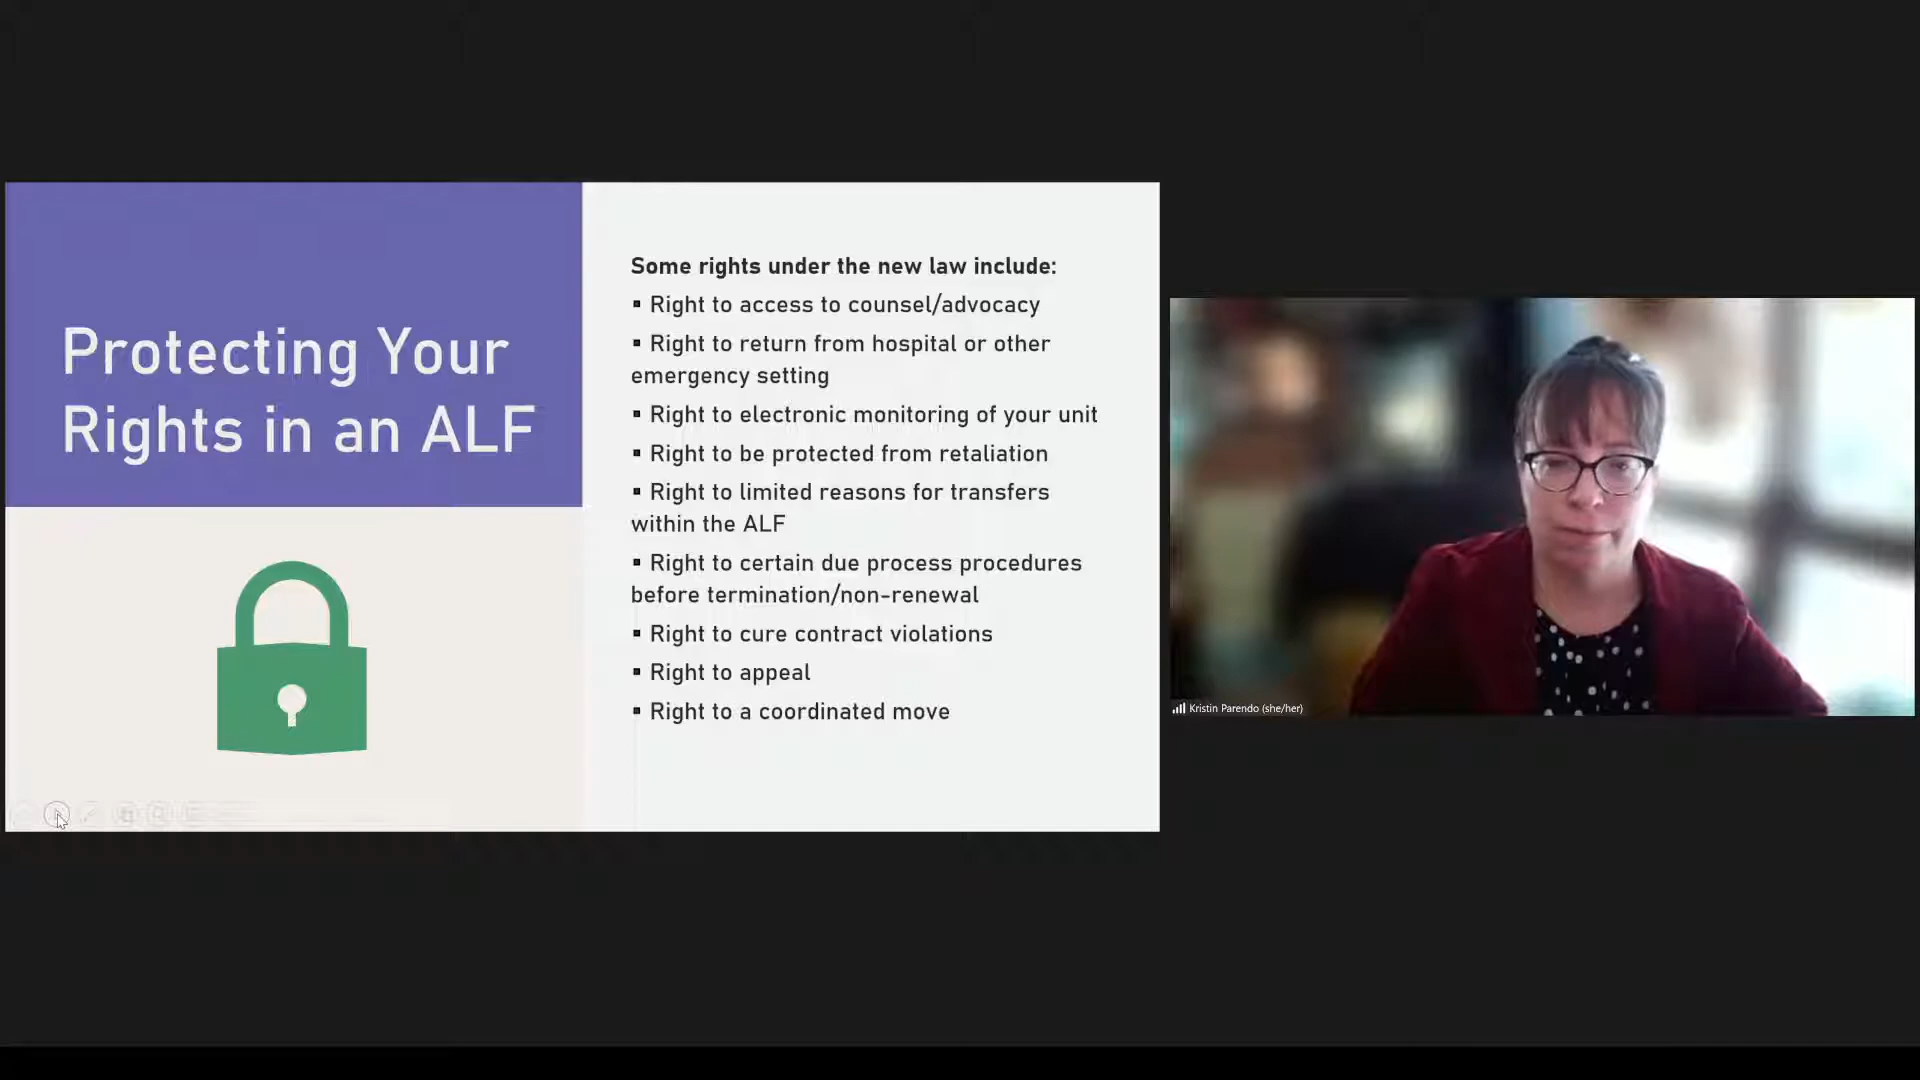 Protecting Your
Rights in an ALF
Some rights under the new law include:
▪ Right to access to counsel/advocacy
▪ Right to return from hospital or other
emergency setting
▪ Right to electronic monitoring of your unit
▪ Right to be protected from retaliation
▪ Right to limited reasons for transfers
within the ALF
▪ Right to certain due process procedures
before termination/non-renewal
▪ Right to cure contract violations
▪ Right to appeal
▪ Right to a coordinated move
Kristin Parendo (she/her)